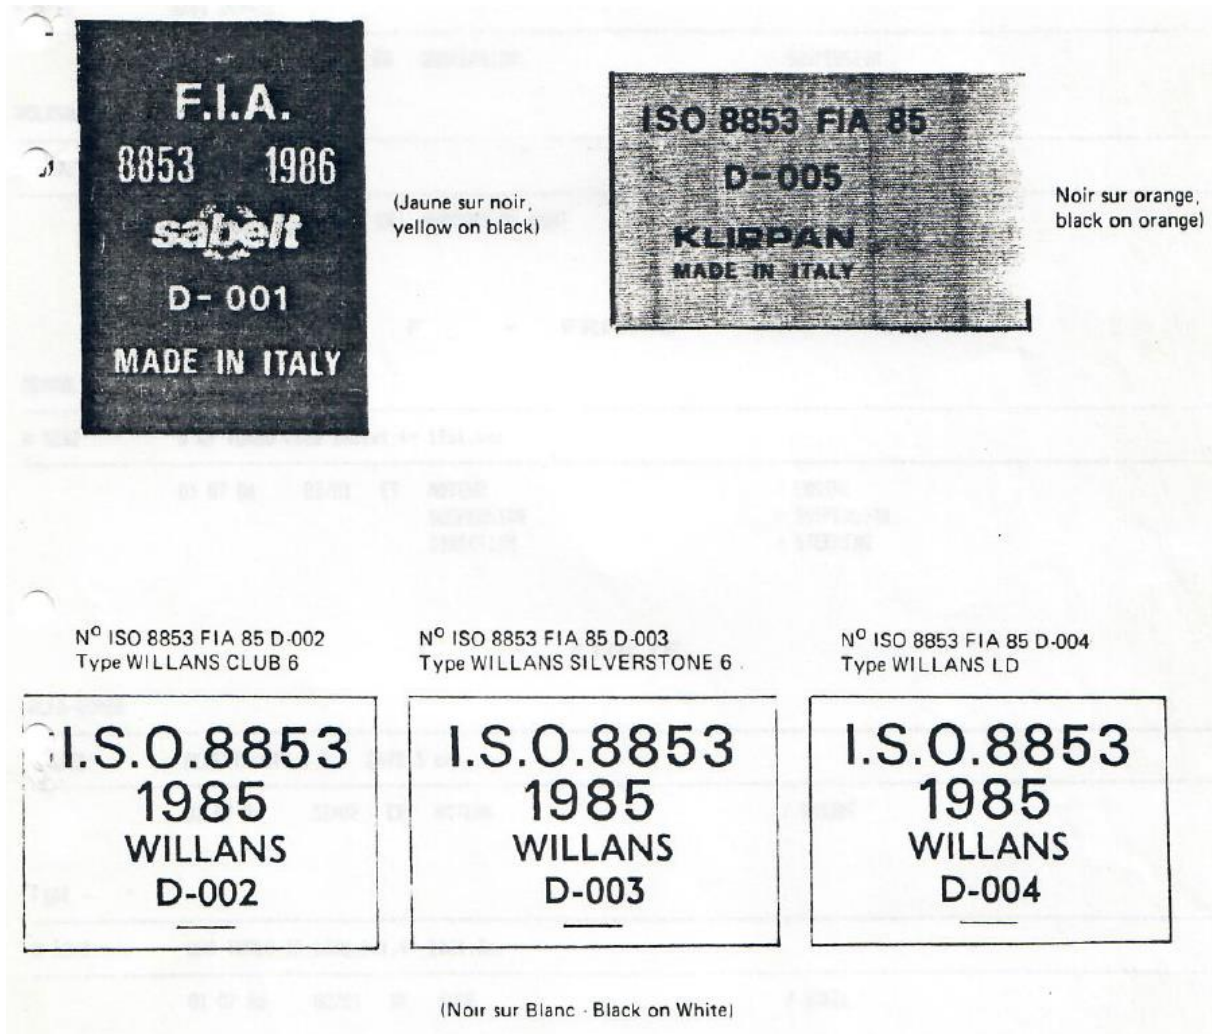 F.I.A.
8853 1986
sabelt
D - 001
MADE IN ITALY
(Jaune sur noir,
yellow on black)
ISO 8853 FIA 85
D-005
KLIPPAN
MADE IN ITALY
Noir sur orange,
black on orange)
Nº ISO 8853 FIA 85 D-002
Type WILLANS CLUB 6
I.S.O.8853
1985
WILLANS
D-002
Nº ISO 8853 FIA 85 D-003
Type WILLANS SILVERSTONE 6
I.S.O.8853
1985
WILLANS
D-003
Nº ISO 8853 FIA 85 D-004
Type WILLANS LD
I.S.O.8853
1985
WILLANS
D-004
(Noir sur Blanc - Black on White)